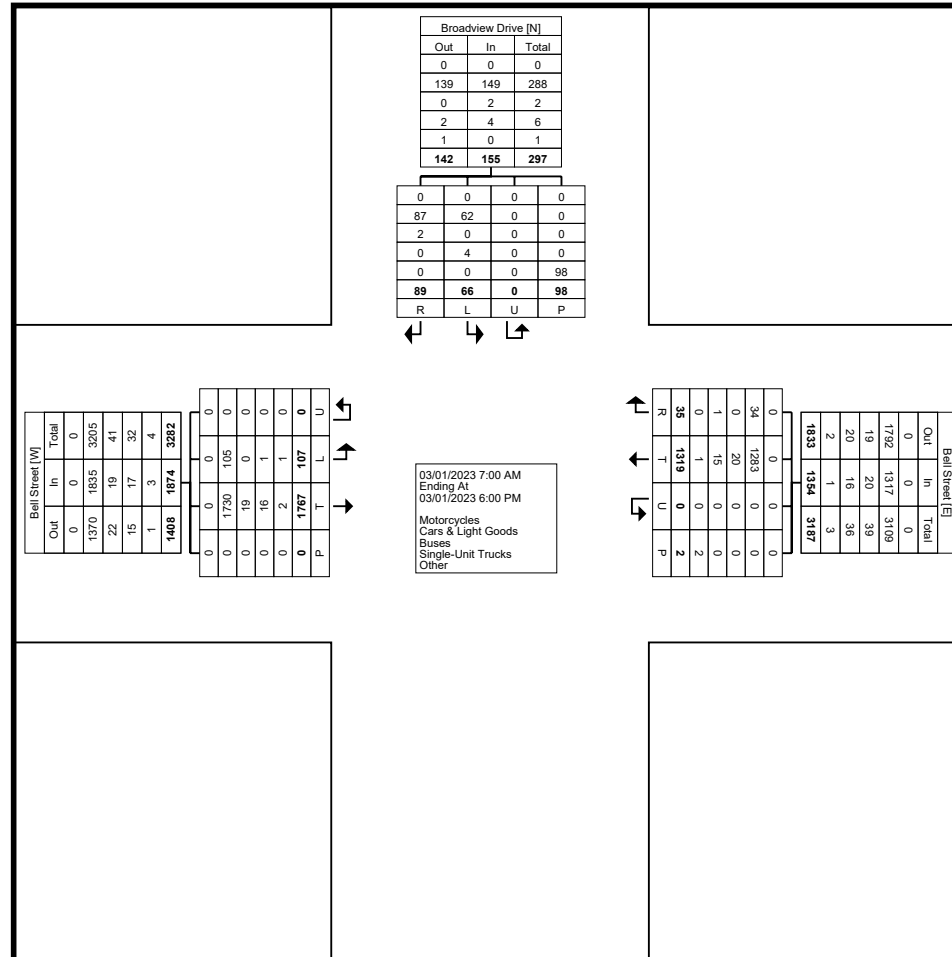 Broadview Drive [N]
Out In Total
0 0 0
139 149 288
0 2 2
2 4 6
1 0 1
142 155 297
0 0 0 0
87 62 0 0
2 0 0 0
0 4 0 0
0 0 0 98
89 66 0 98
R L U P
Bell Street [W]
Out In Total
0 0 0
1370 1835 3205
22 19 41
15 17 32
1 3 4
1408 1874 3282
0 0 0 0
0 1730 105 0
0 19 0 0
0 16 1 0
0 2 1 0
0 1767 107 0
P T L U
03/01/2023 7:00 AM
Ending At
03/01/2023 6:00 PM
Motorcycles
Cars & Light Goods
Buses
Single-Unit Trucks
Other
Bell Street [E]
Out In Total
0 0 0
1792 1317 3109
19 20 39
20 16 36
2 1 3
1833 1354 3187
0 0 0 0
34 1283 0 0
0 20 0 0
1 15 0 0
0 1 0 2
35 1319 0 2
R T U P